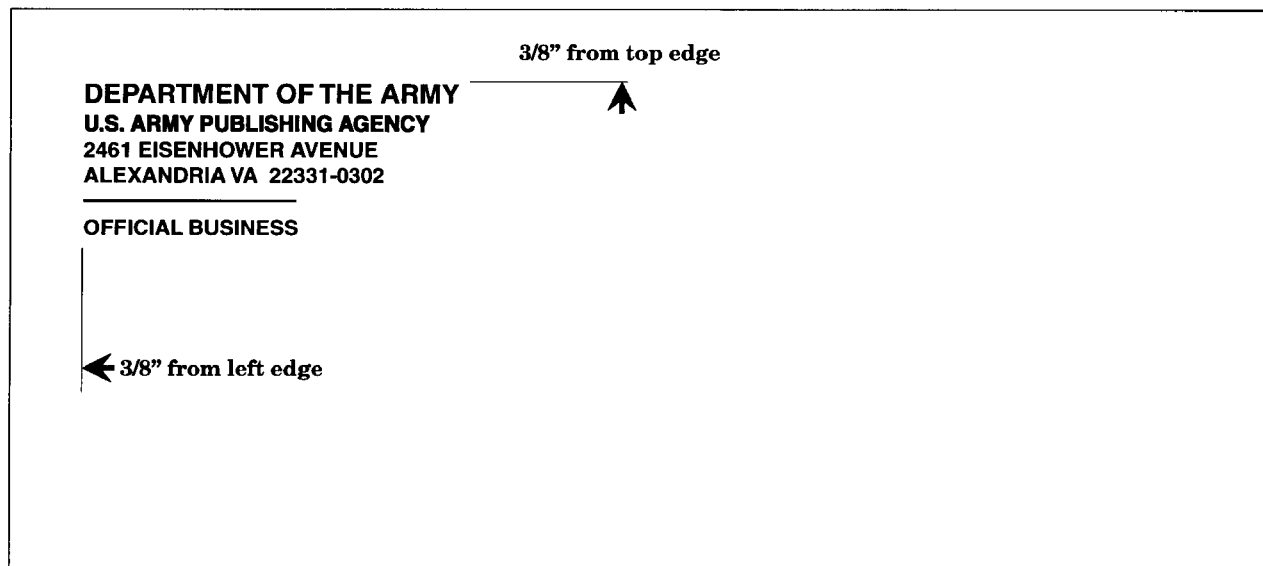 3/8” from top edge
DEPARTMENT OF THE ARMY
U.S. ARMY PUBLISHING AGENCY
2461 EISENHOWER AVENUE
ALEXANDRIA VA 22331-0302
OFFICIAL BUSINESS
3/8” from left edge